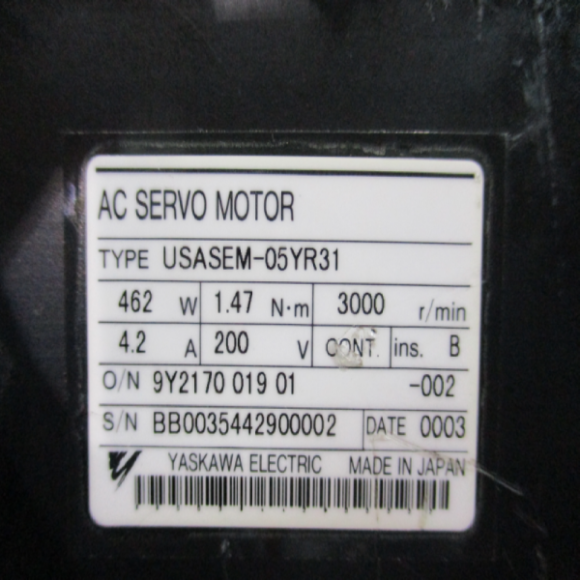 AC SERVO MOTOR
TYPE USASEM-05YR31
462 W 1.47 N·m 3000 r/min
4.2 A 200 V CONT. ins. B
O/N 9Y2170 019 01 -002
S/N BB0035442900002 DATE 0003
YASKAWA ELECTRIC MADE IN JAPAN